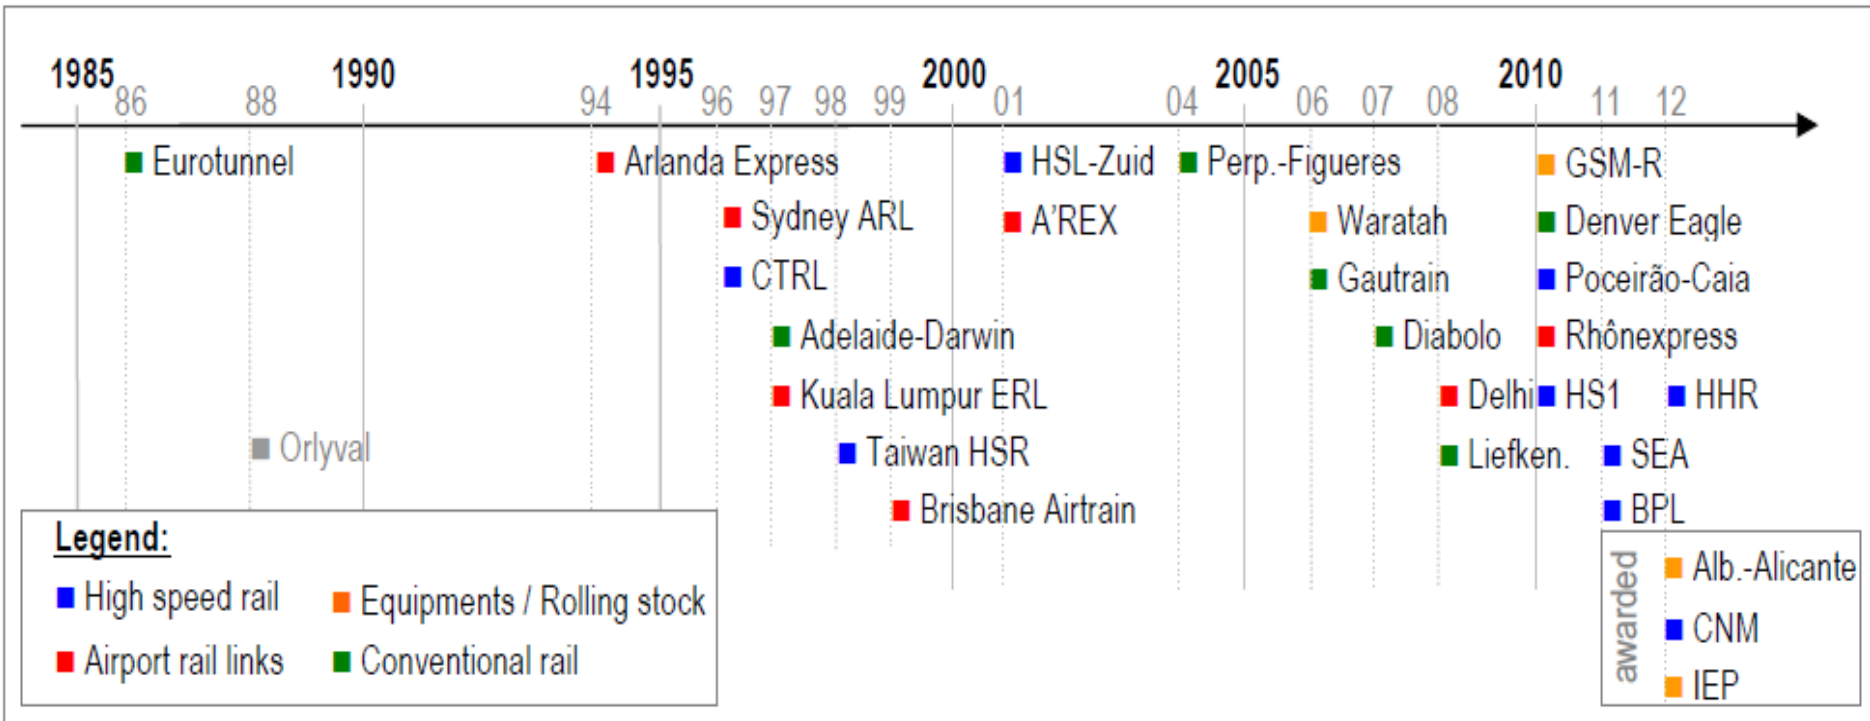 1985 1990 1995 2000 2005 2010
86 88 94 96 97 98 99 01 04 06 07 08 11 12
Eurotunnel Arlanda Express HSL-Zuid Perp.-Figueres GSM-R
Sydney ARL A'REX Waratah Denver Eagle
CTRL Gautrain Poceirão-Caia
Adelaide-Darwin Diabolo Rhônexpress
Kuala Lumpur ERL Delhi HS1 HHR
Orlyval Taiwan HSR Liefken. SEA
Brisbane Airtrain BPL
Legend:
High speed rail Equipments / Rolling stock
Airport rail links Conventional rail
awarded
Alb.-Alicante
CNM
IEP